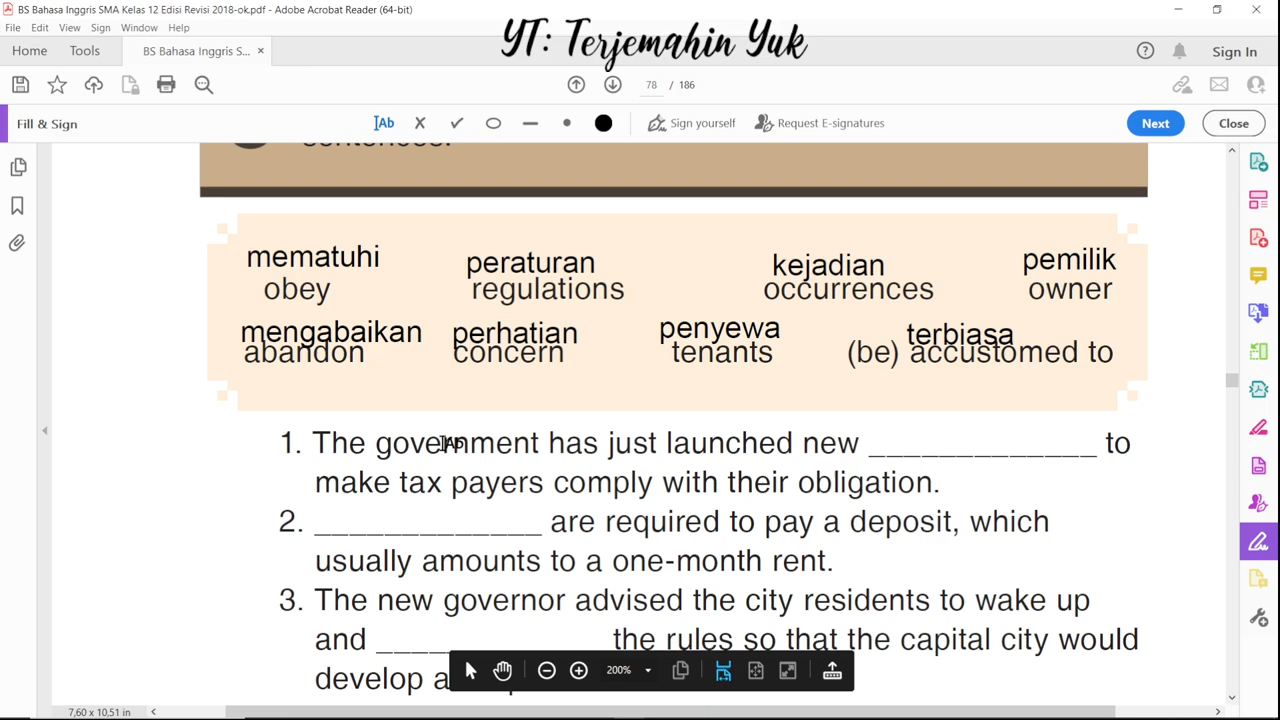 BS Bahasa Inggris SMA Kelas 12 Edisi Revisi 2018-ok.pdf - Adobe Acrobat Reader (64-bit)
YT: Terjemahin Yuk
File Edit View Sign Window Help
Home Tools BS Bahasa Inggris S... × Sign In
78 / 186
Fill & Sign Ab Sign yourself Request E-signatures Next Close
sentences.
mematuhi peraturan kejadian pemilik
obey regulations occurrences owner
mengabaikan perhatian penyewa terbiasa
abandon concern tenants (be) accustomed to
1. The government has just launched new _____________ to
make tax payers comply with their obligation.
2. _____________ are required to pay a deposit, which
usually amounts to a one-month rent.
3. The new governor advised the city residents to wake up
and _____________ the rules so that the capital city would
develop
200%
7,60 x 10,51 in